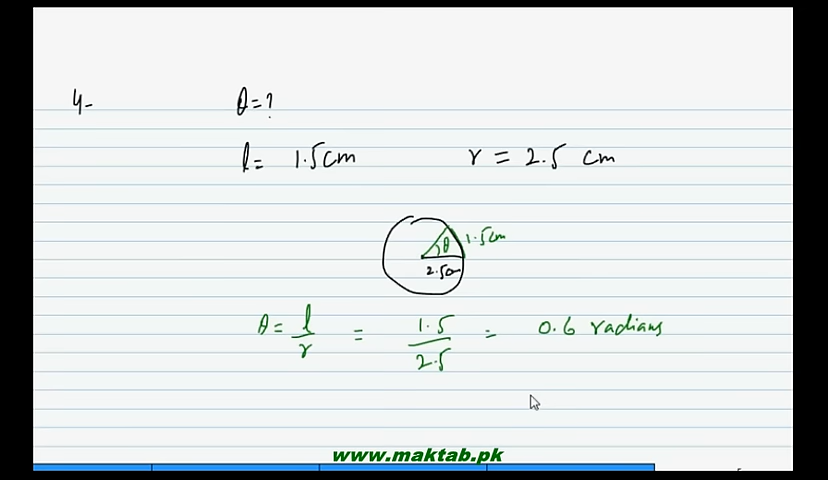 4- θ = ?
l = 1.5cm r = 2.5 cm
θ 1.5cm
2.5cm
θ = l/r = 1.5/2.5 = 0.6 radians
www.maktab.pk